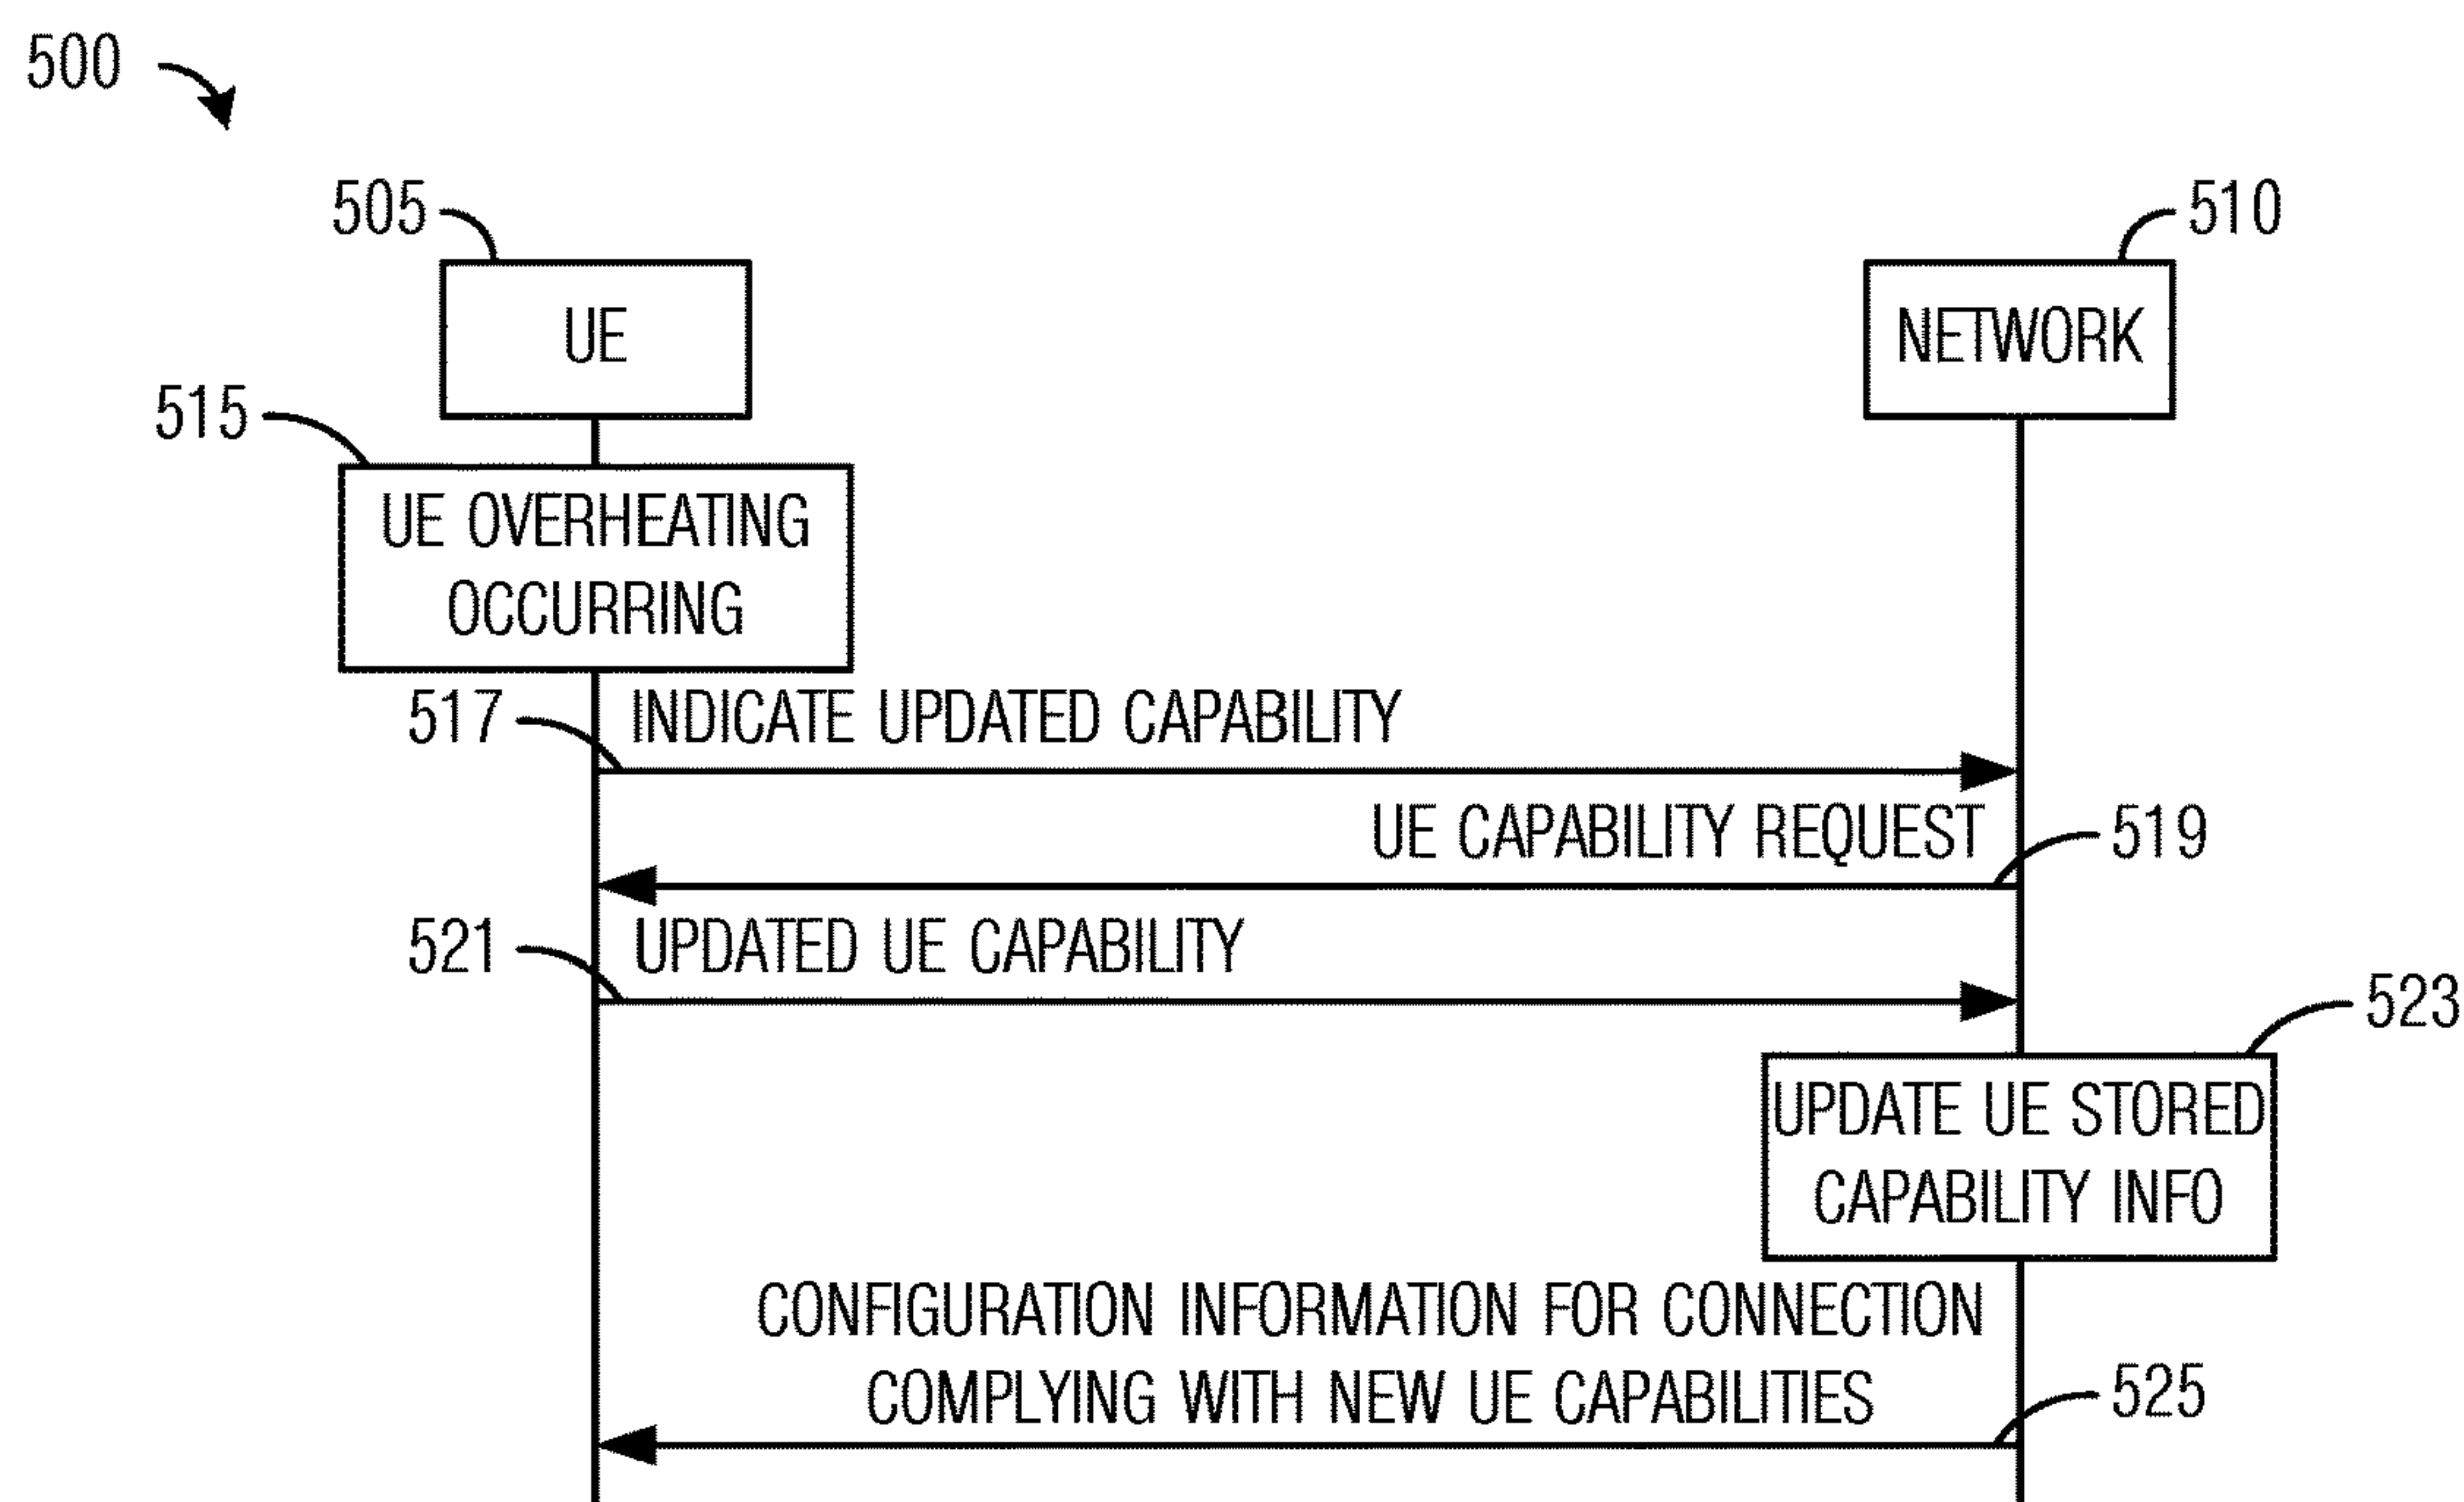 500
505
510
UE
NETWORK
515
UE OVERHEATING
OCCURRING
517
INDICATE UPDATED CAPABILITY
UE CAPABILITY REQUEST
519
521
UPDATED UE CAPABILITY
523
UPDATE UE STORED
CAPABILITY INFO
CONFIGURATION INFORMATION FOR CONNECTION
COMPLYING WITH NEW UE CAPABILITIES
525